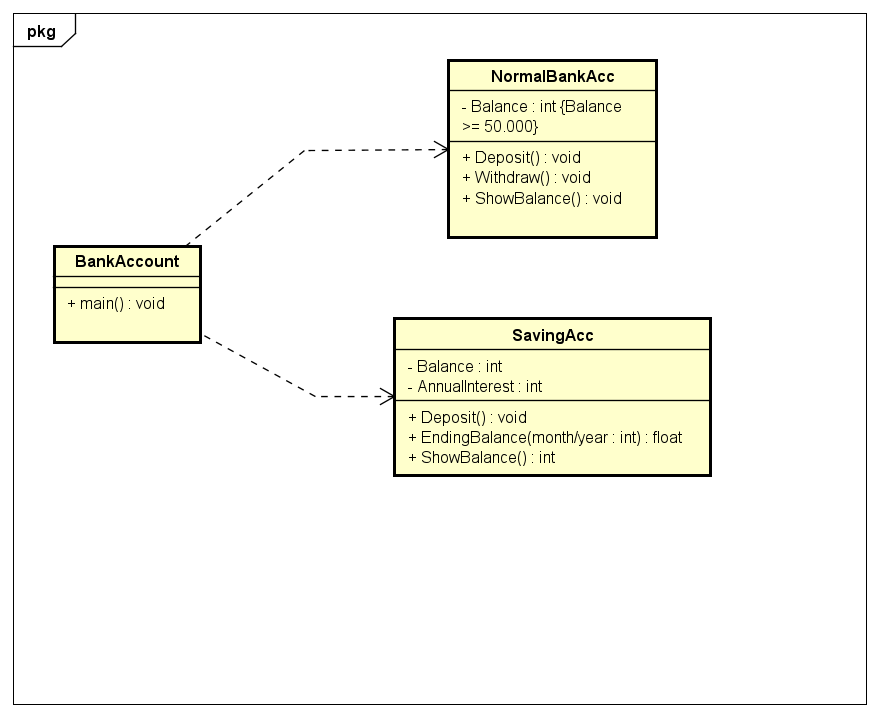 pkg
NormalBankAcc
- Balance : int {Balance
>= 50.000}
+ Deposit() : void
+ Withdraw() : void
+ ShowBalance() : void
BankAccount
+ main() : void
SavingAcc
- Balance : int
- AnnualInterest : int
+ Deposit() : void
+ EndingBalance(month/year : int) : float
+ ShowBalance() : int